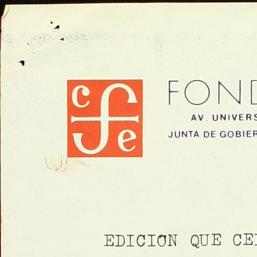 cfe
FOND
AV. UNIVERS
JUNTA DE GOBIER
EDICION QUE CE